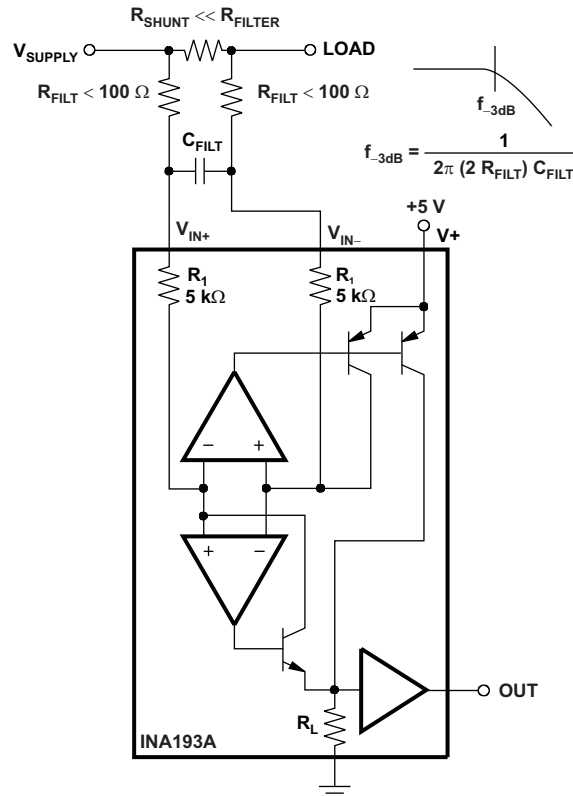 R_SHUNT << R_FILTER
V_SUPPLY
LOAD
R_FILT < 100 Ω
R_FILT < 100 Ω
f_–3dB
C_FILT
f_–3dB = 1 / 2π (2 R_FILT) C_FILT
+5 V
V_IN+
V_IN–
V+
R_1
5 kΩ
R_1
5 kΩ
– +
+ –
OUT
R_L
INA193A